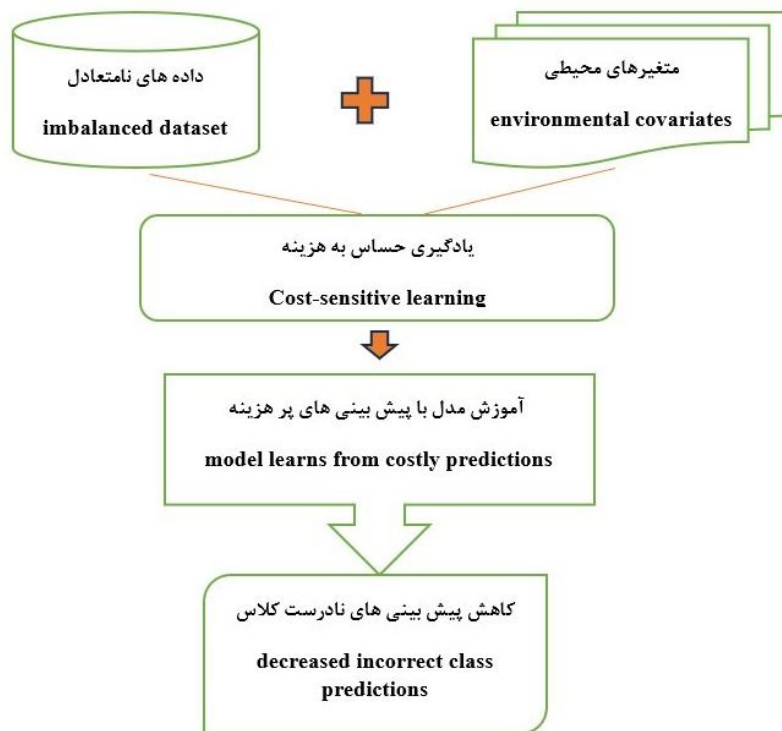 داده های نامتعادل
imbalanced dataset
متغیرهای محیطی
environmental covariates
یادگیری حساس به هزینه
Cost-sensitive learning
آموزش مدل با پیش بینی های پر هزینه
model learns from costly predictions
کاهش پیش بینی های نادرست کلاس
decreased incorrect class
predictions